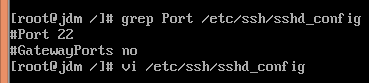 [root@jdm /]# grep Port /etc/ssh/sshd_config
#Port 22
#GatewayPorts no
[root@jdm /]# vi /etc/ssh/sshd_config